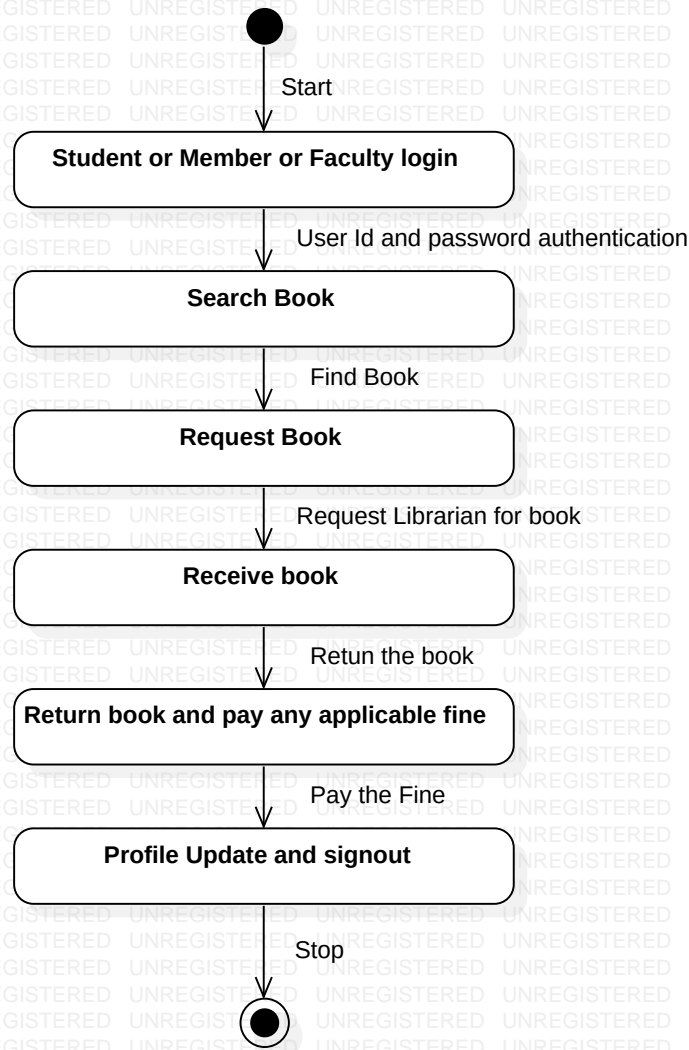 Start
Student or Member or Faculty login
User Id and password authentication
Search Book
Find Book
Request Book
Request Librarian for book
Receive book
Retun the book
Return book and pay any applicable fine
Pay the Fine
Profile Update and signout
Stop